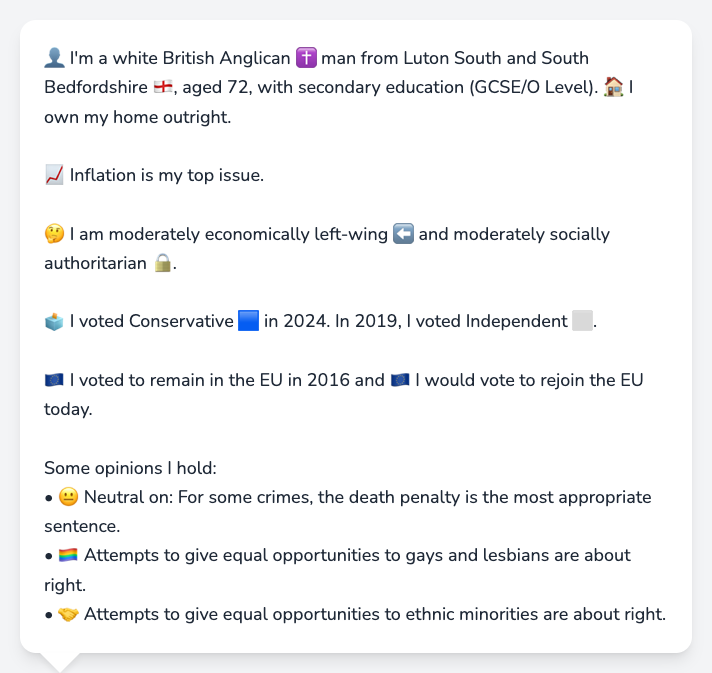 👤 I'm a white British Anglican ✝️ man from Luton South and South
Bedfordshire 🏴󠁧󠁢󠁥󠁮󠁧󠁿, aged 72, with secondary education (GCSE/O Level). 🏠 I
own my home outright.
📈 Inflation is my top issue.
🤔 I am moderately economically left-wing ⬅️ and moderately socially
authoritarian 🔒.
🗳️ I voted Conservative 🟦 in 2024. In 2019, I voted Independent ⬜.
🇪🇺 I voted to remain in the EU in 2016 and 🇪🇺 I would vote to rejoin the EU
today.
Some opinions I hold:
• 😐 Neutral on: For some crimes, the death penalty is the most appropriate
sentence.
• 🏳️‍🌈 Attempts to give equal opportunities to gays and lesbians are about
right.
• 🤝 Attempts to give equal opportunities to ethnic minorities are about right.